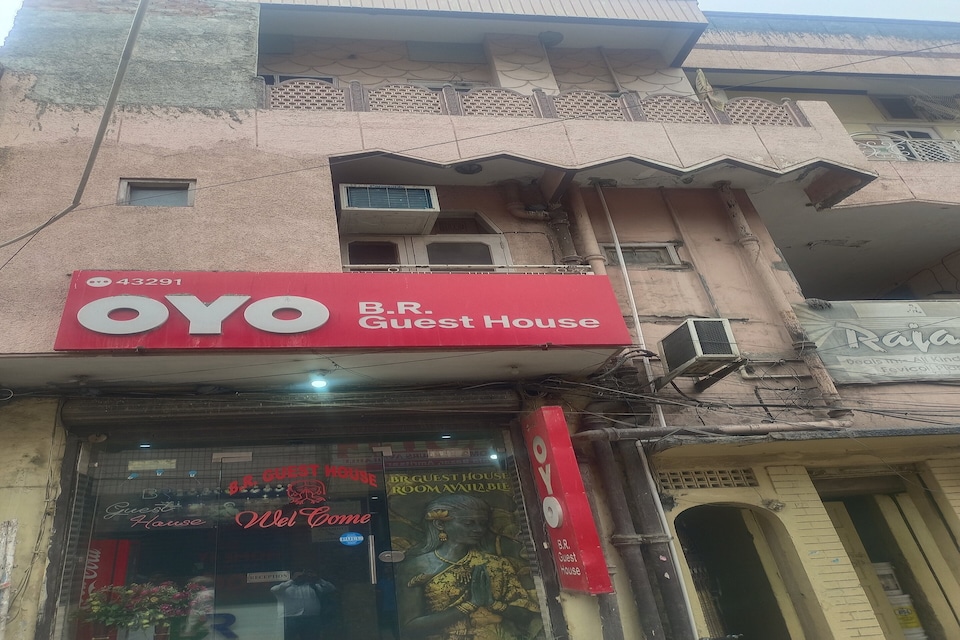 43291
OYO
B.R.
Guest House
Raja
B.R. GUEST HOUSE
Wel Come
Guest
House
BR GUEST HOUSE
ROOM AVAILABLE
RECEPTION
OYO
B.R.
Guest
House